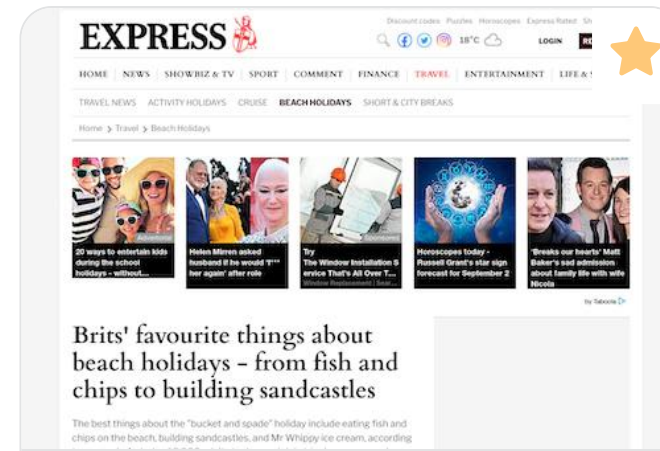 Discount codes Puzzles Horoscopes Express Rated
EXPRESS
18°C
LOGIN
HOME NEWS SHOWBIZ & TV SPORT COMMENT FINANCE TRAVEL ENTERTAINMENT LIFE &
TRAVEL NEWS ACTIVITY HOLIDAYS CRUISE BEACH HOLIDAYS SHORT & CITY BREAKS
Home > Travel > Beach Holidays
20 ways to entertain kids
during the school
holidays - without...
Helen Mirren asked
husband if he would 'f***
her again' after role
Try
The Window Installation S
ervice That's All Over T...
Window Replacement | Sear...
Horoscopes today -
Russell Grant's star sign
forecast for September 2
'Breaks our hearts' Matt
Baker's sad admission
about family life with wife
Nicola
by Taboola
Brits' favourite things about
beach holidays - from fish and
chips to building sandcastles
The best things about the "bucket and spade" holiday include eating fish and
chips on the beach, building sandcastles, and Mr Whippy ice cream, according